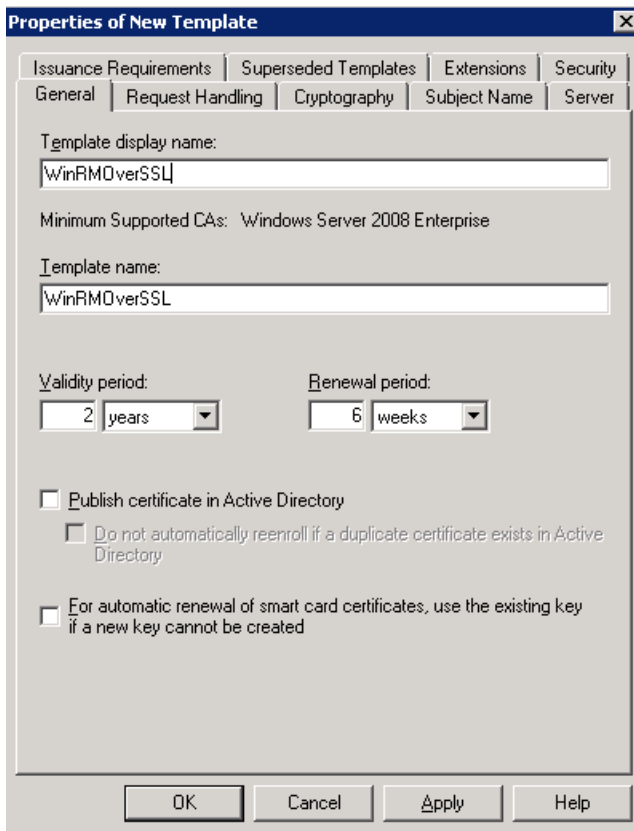 Properties of New Template
Issuance Requirements Superseded Templates Extensions Security
General Request Handling Cryptography Subject Name Server
Template display name:
WinRMOverSSL
Minimum Supported CAs: Windows Server 2008 Enterprise
Template name:
WinRMOverSSL
Validity period: Renewal period:
2 years 6 weeks
Publish certificate in Active Directory
Do not automatically reenroll if a duplicate certificate exists in Active
Directory
For automatic renewal of smart card certificates, use the existing key
if a new key cannot be created
OK Cancel Apply Help